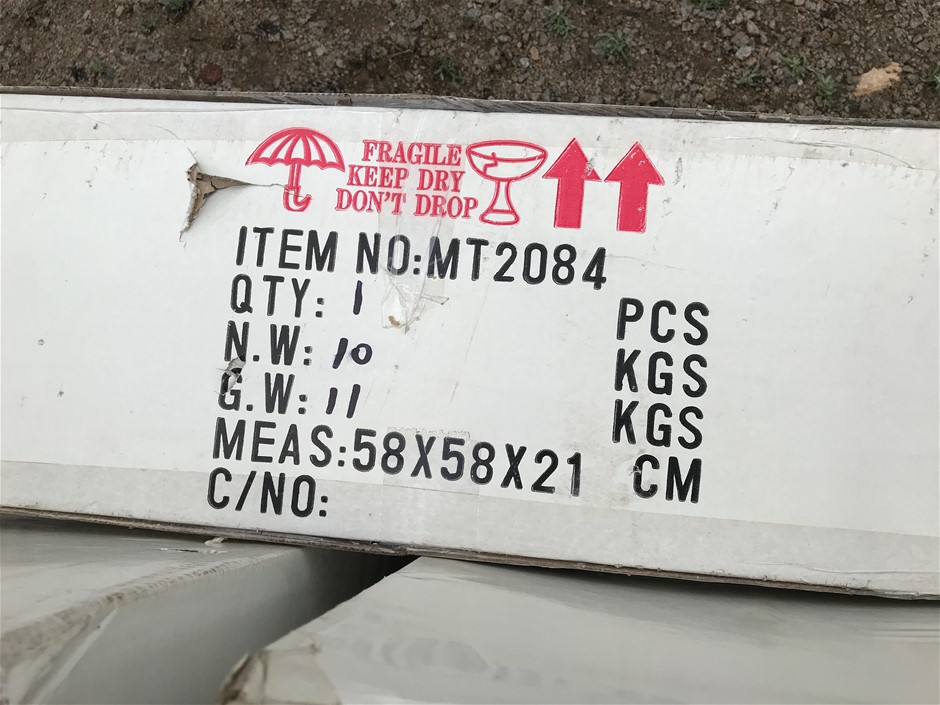 FRAGILE
KEEP DRY
DON'T DROP
ITEM NO:MT2084
QTY: 1 PCS
N.W: 10 KGS
G.W: 11 KGS
MEAS:58X58X21 CM
C/NO: